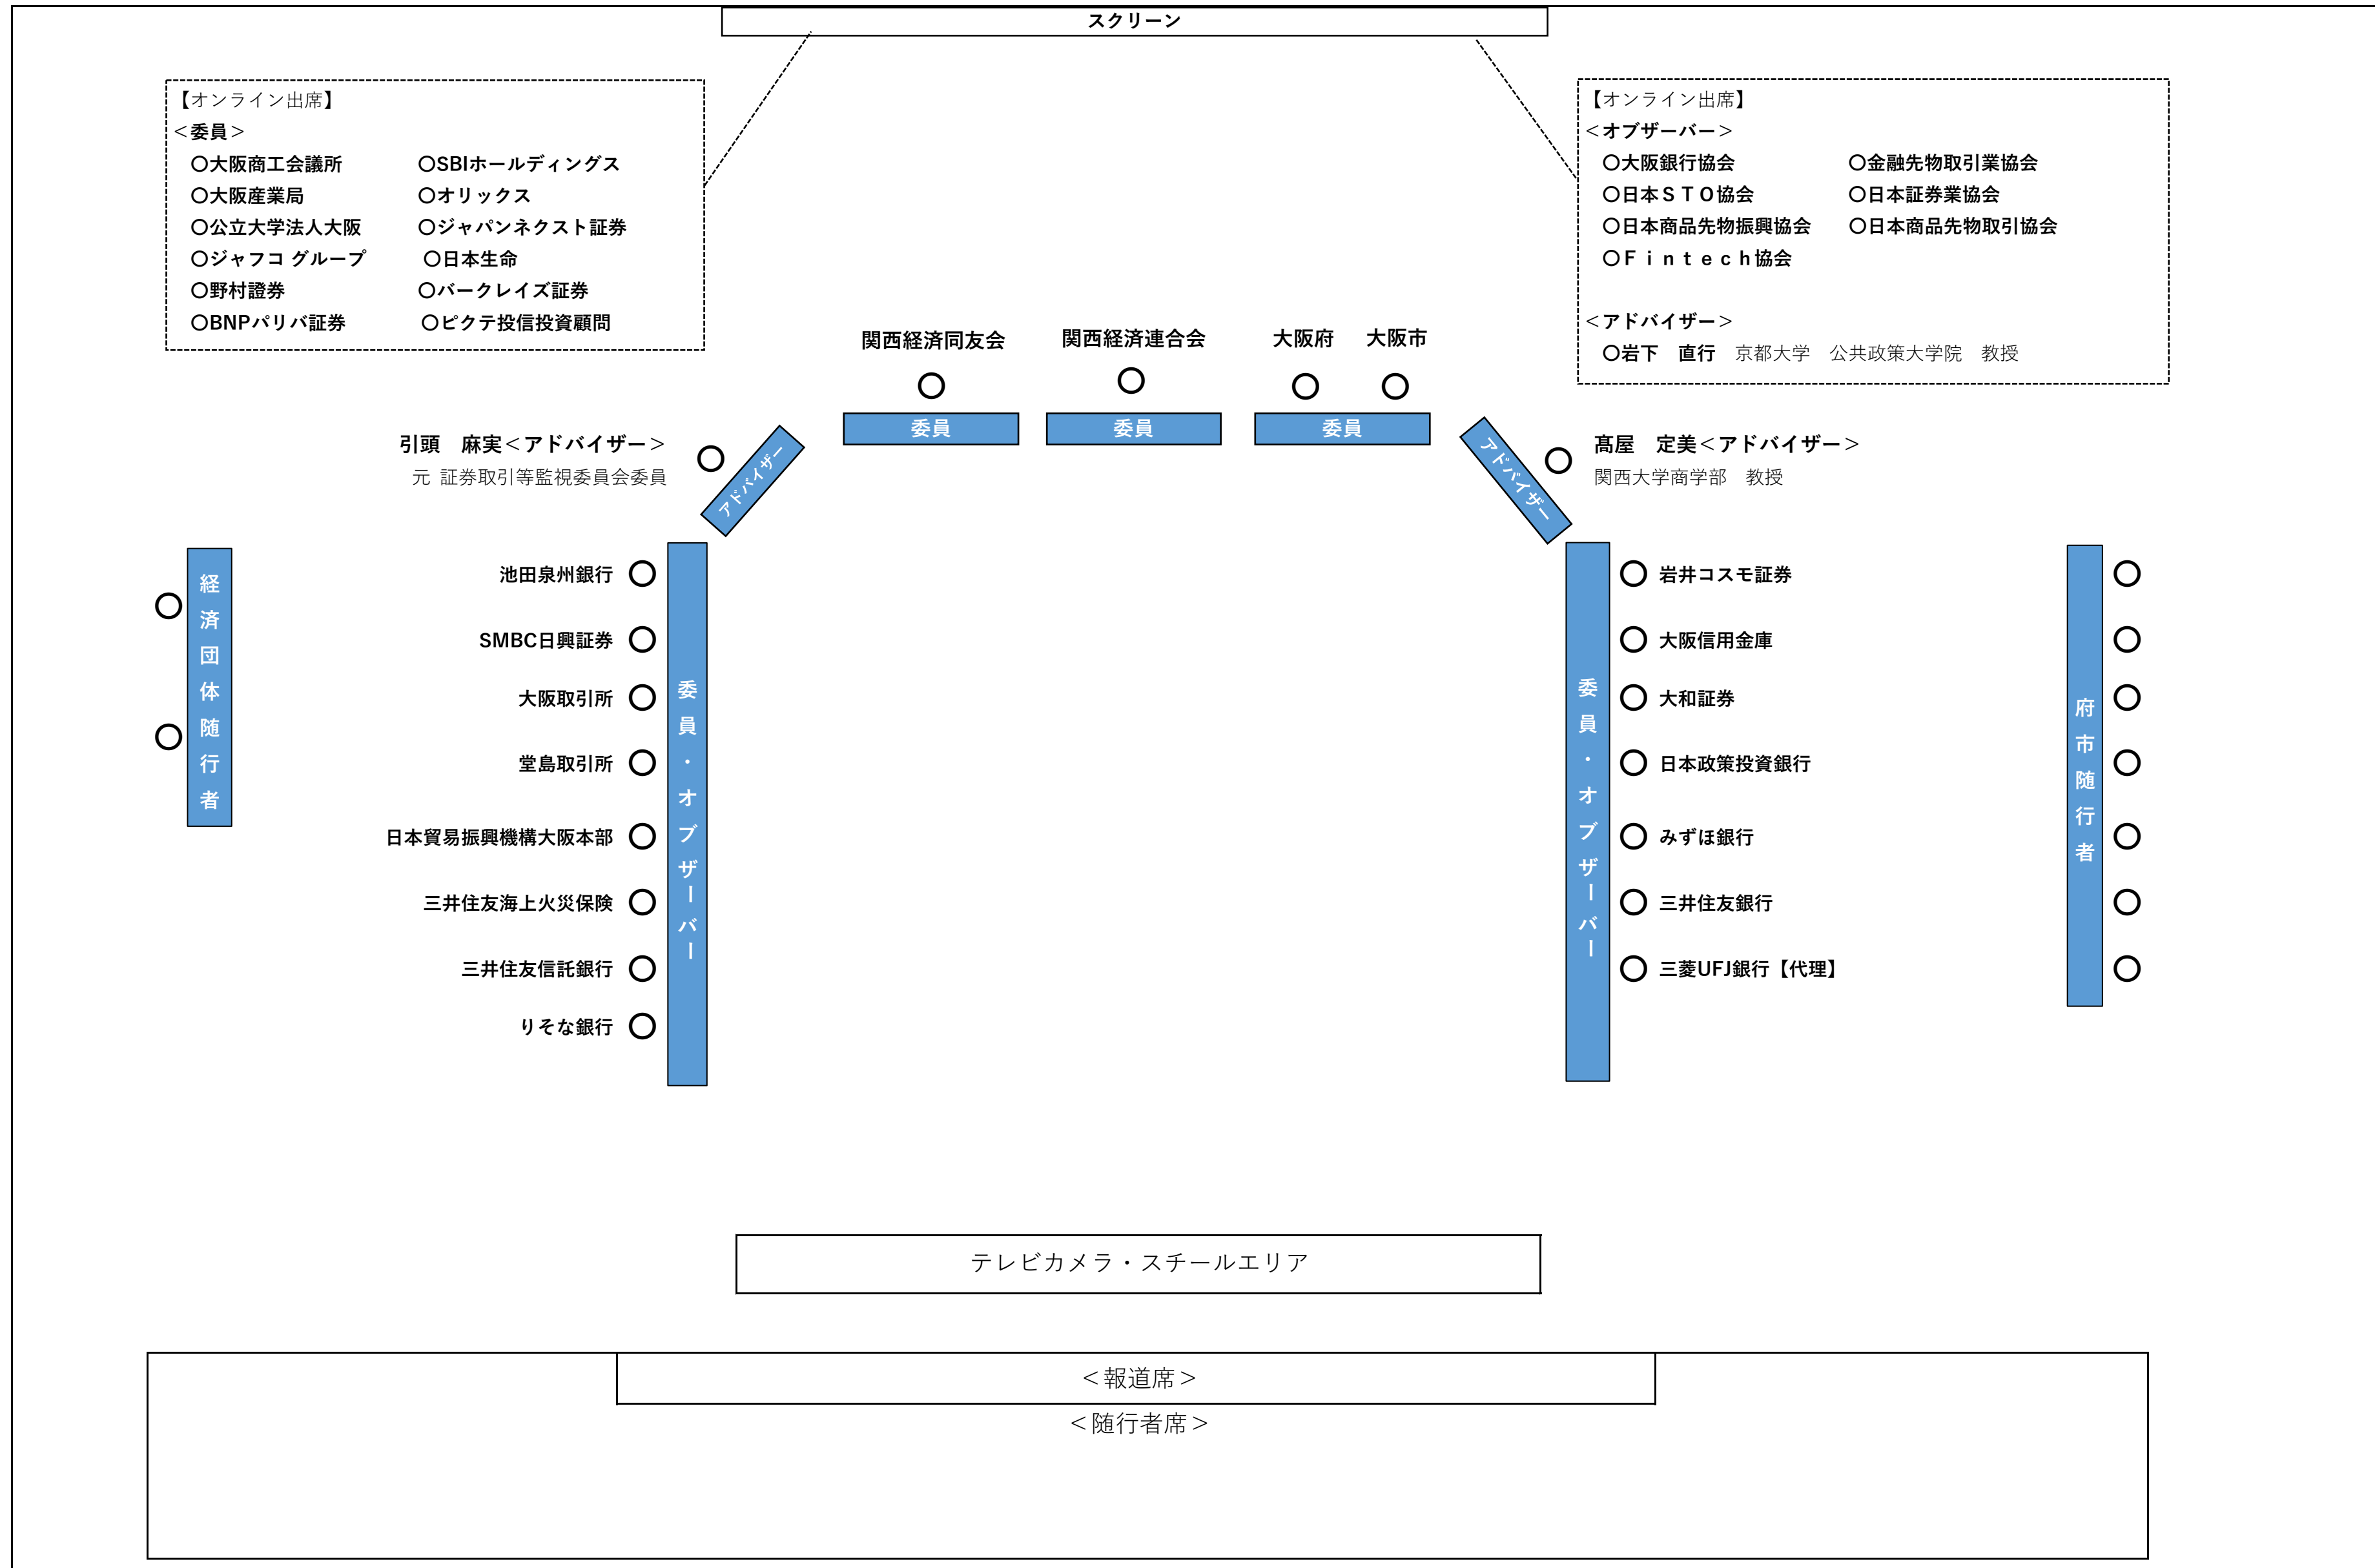 スクリーン
【オンライン出席】
＜委員＞
〇大阪商工会議所　〇SBIホールディングス
〇大阪産業局　〇オリックス
〇公立大学法人大阪　〇ジャパンネクスト証券
〇ジャフコ グループ　〇日本生命
〇野村證券　〇バークレイズ証券
〇BNPパリバ証券　〇ピクテ投信投資顧問
【オンライン出席】
＜オブザーバー＞
〇大阪銀行協会　〇金融先物取引業協会
〇日本ＳＴＯ協会　〇日本証券業協会
〇日本商品先物振興協会　〇日本商品先物取引協会
〇Ｆｉｎｔｅｃｈ協会
＜アドバイザー＞
〇岩下　直行　京都大学　公共政策大学院　教授
関西経済同友会
関西経済連合会
大阪府
大阪市
委員
委員
委員
引頭　麻実＜アドバイザー＞
元 証券取引等監視委員会委員
アドバイザー
アドバイザー
髙屋　定美＜アドバイザー＞
関西大学商学部　教授
経済団体随行者
池田泉州銀行
SMBC日興証券
大阪取引所
堂島取引所
日本貿易振興機構大阪本部
三井住友海上火災保険
三井住友信託銀行
りそな銀行
委員・オブザーバー
委員・オブザーバー
岩井コスモ証券
大阪信用金庫
大和証券
日本政策投資銀行
みずほ銀行
三井住友銀行
三菱UFJ銀行【代理】
府市随行者
テレビカメラ・スチールエリア
＜報道席＞
＜随行者席＞